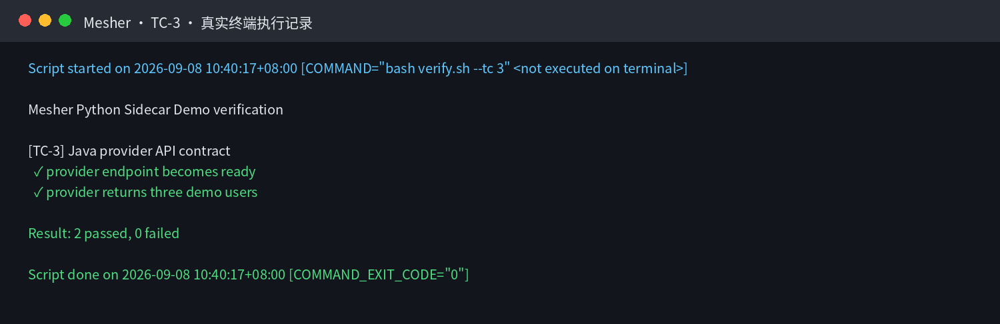 Mesher · TC-3 · 真实终端执行记录
Script started on 2026-09-08 10:40:17+08:00 [COMMAND="bash verify.sh --tc 3" <not executed on terminal>]
Mesher Python Sidecar Demo verification
[TC-3] Java provider API contract
✓ provider endpoint becomes ready
✓ provider returns three demo users
Result: 2 passed, 0 failed
Script done on 2026-09-08 10:40:17+08:00 [COMMAND_EXIT_CODE="0"]